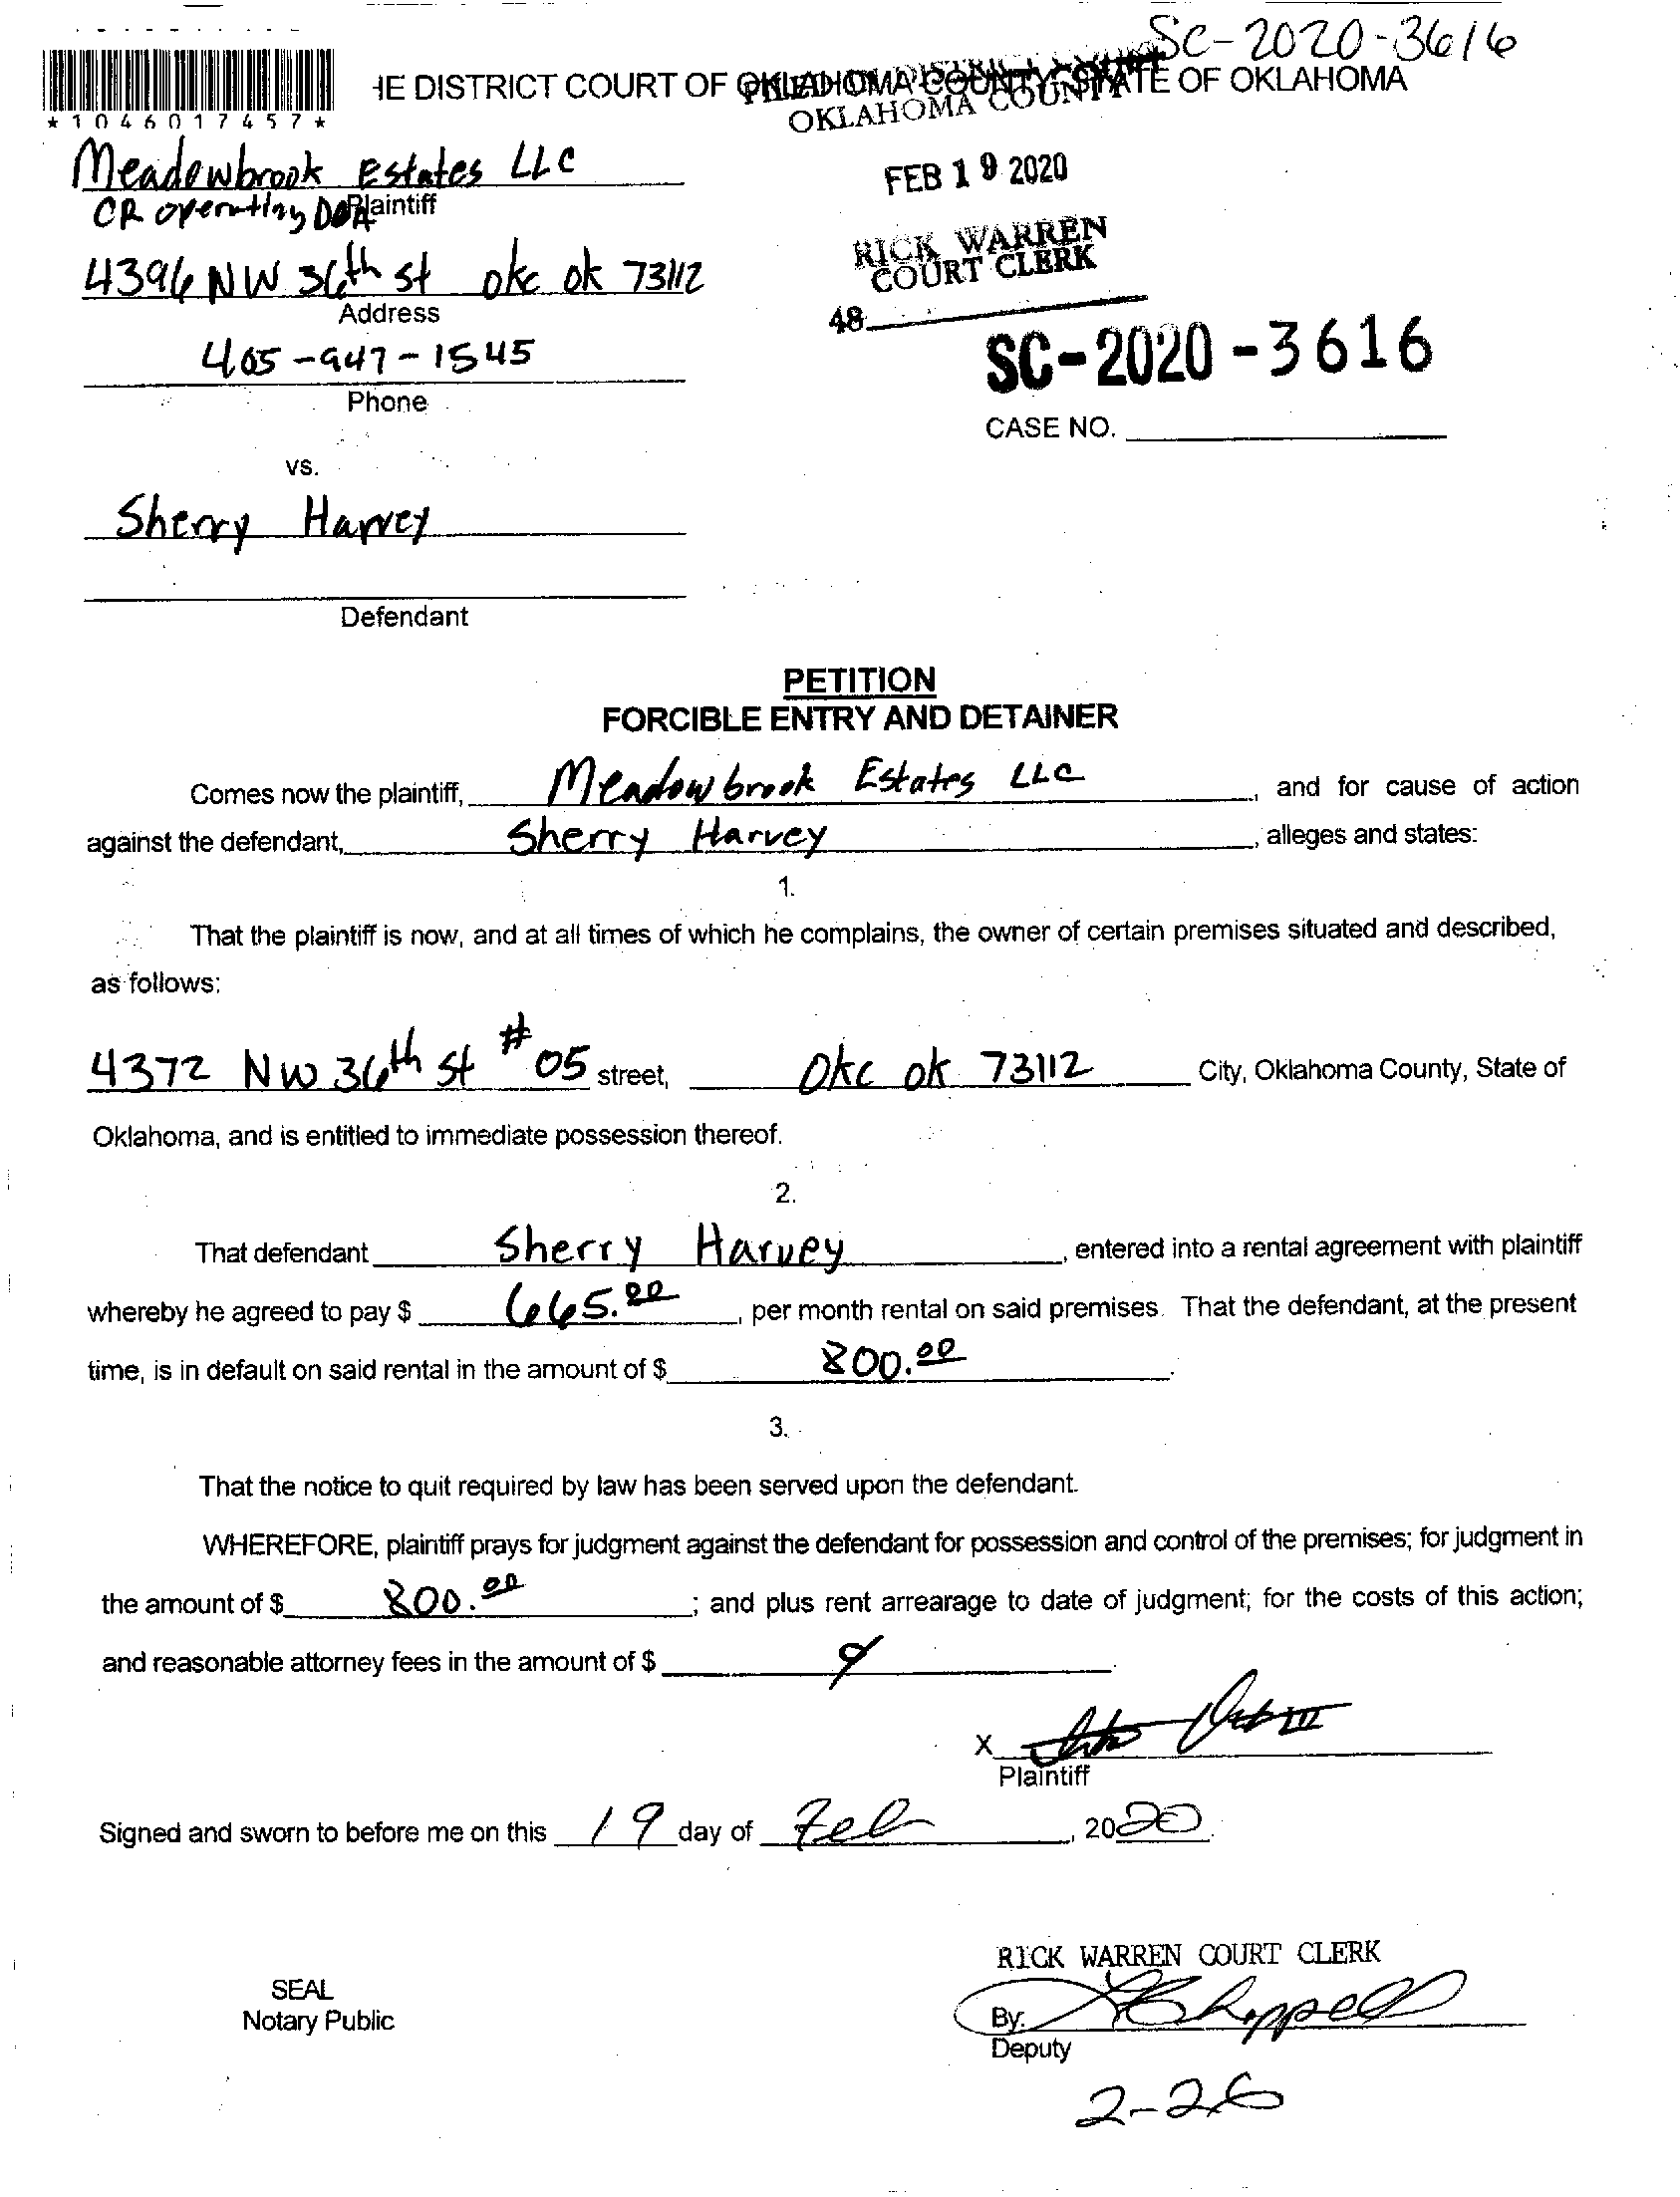 SC-2020-3616
*1046017457*
HE DISTRICT COURT OF OKLAHOMA COUNTY, STATE OF OKLAHOMA
OKLAHOMA COUNTY
FEB 19 2020
RICK WARREN
COURT CLERK
48
SC-2020-3616
CASE NO.
Meadowbrook Estates LLC
CR operating DBA
Plaintiff
4396 NW 36th St okc ok 73112
Address
405-947-1545
Phone
vs.
Sherry Harvey
Defendant
PETITION
FORCIBLE ENTRY AND DETAINER
Comes now the plaintiff, Meadowbrook Estates LLC, and for cause of action
against the defendant, Sherry Harvey, alleges and states:
1.
That the plaintiff is now, and at all times of which he complains, the owner of certain premises situated and described,
as follows:
4372 NW 36th St #05 street, Okc ok 73112 City, Oklahoma County, State of
Oklahoma, and is entitled to immediate possession thereof.
2.
That defendant Sherry Harvey, entered into a rental agreement with plaintiff
whereby he agreed to pay $ 665.00, per month rental on said premises. That the defendant, at the present
time, is in default on said rental in the amount of $ 800.00.
3.
That the notice to quit required by law has been served upon the defendant.
WHEREFORE, plaintiff prays for judgment against the defendant for possession and control of the premises; for judgment in
the amount of $ 800.00; and plus rent arrearage to date of judgment; for the costs of this action;
and reasonable attorney fees in the amount of $
X
Plaintiff
Signed and sworn to before me on this 19 day of Feb, 2020.
RICK WARREN COURT CLERK
SEAL
Notary Public
By:
Deputy
2-26